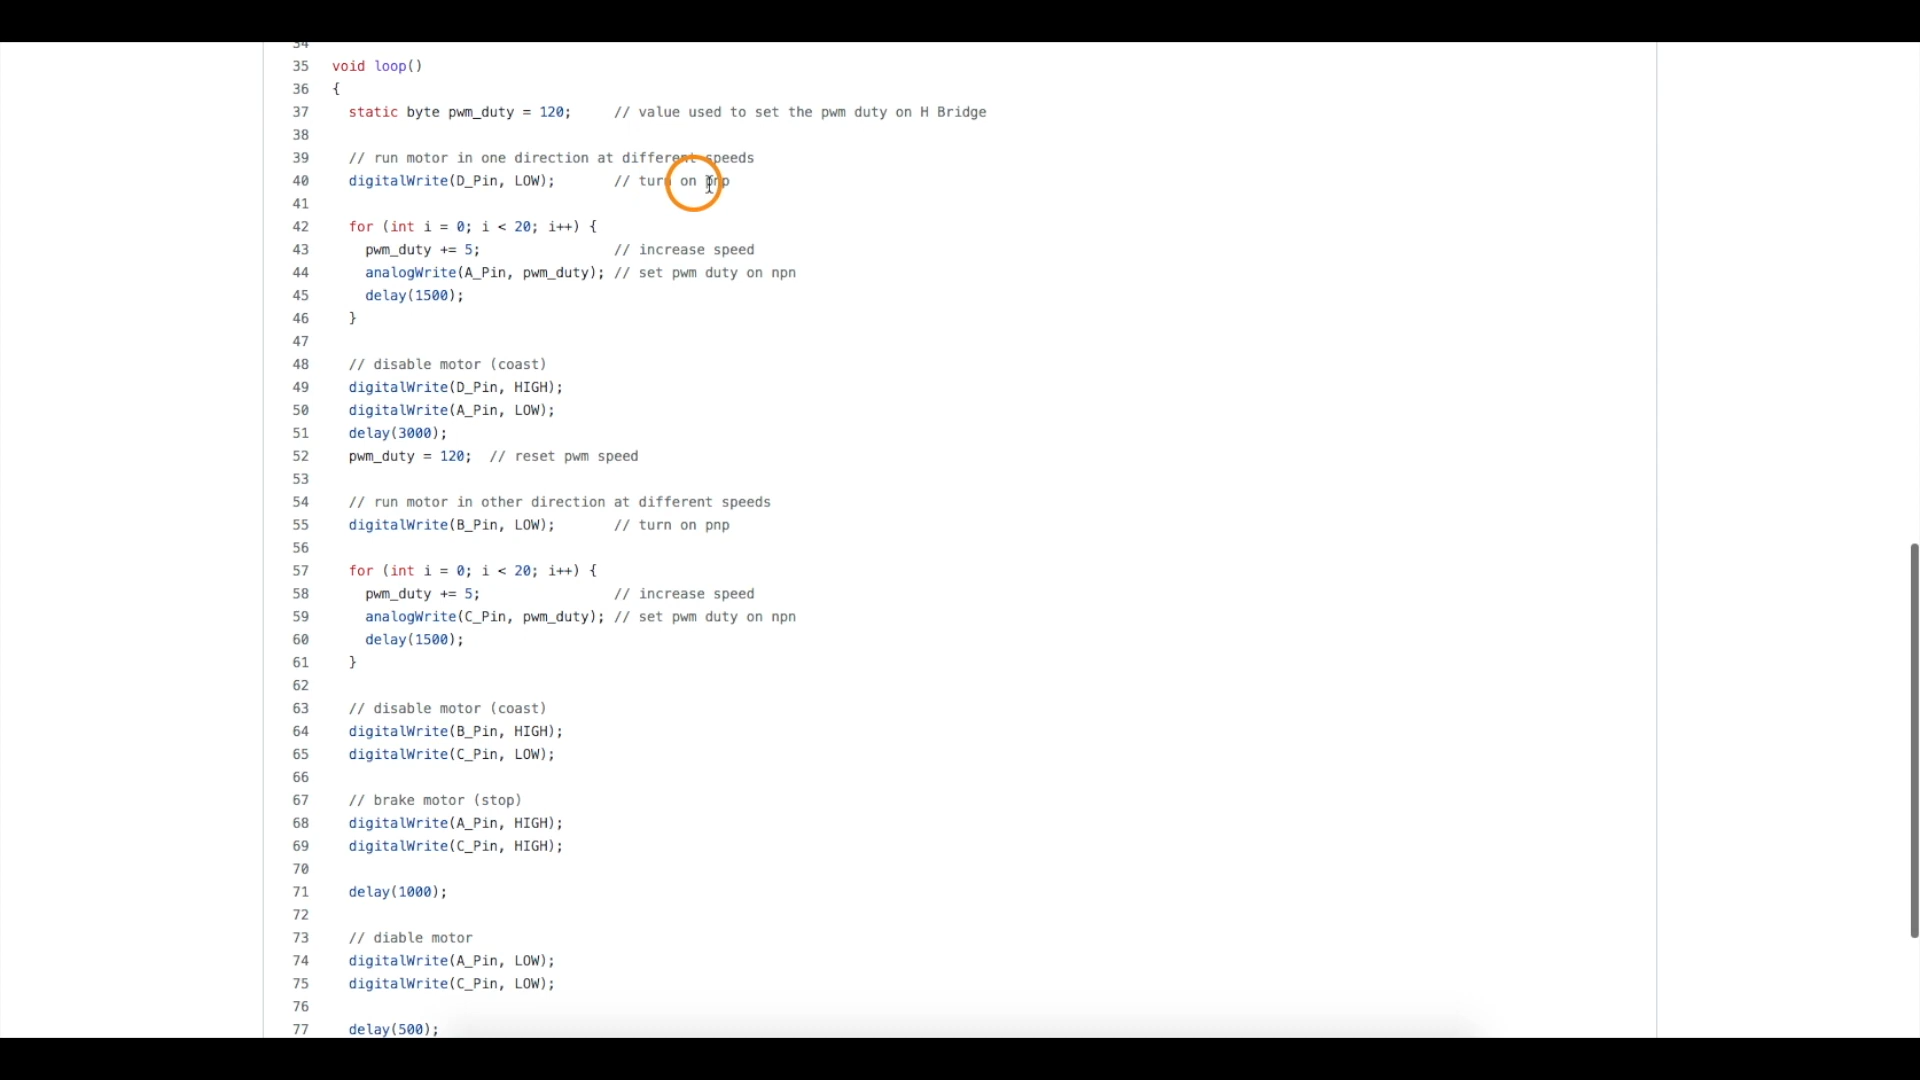 34
35 void loop()
36 {
37 static byte pwm_duty = 120; // value used to set the pwm duty on H Bridge
38
39 // run motor in one direction at different speeds
40 digitalWrite(D_Pin, LOW); // turn on pnp
41
42 for (int i = 0; i < 20; i++) {
43 pwm_duty += 5; // increase speed
44 analogWrite(A_Pin, pwm_duty); // set pwm duty on npn
45 delay(1500);
46 }
47
48 // disable motor (coast)
49 digitalWrite(D_Pin, HIGH);
50 digitalWrite(A_Pin, LOW);
51 delay(3000);
52 pwm_duty = 120; // reset pwm speed
53
54 // run motor in other direction at different speeds
55 digitalWrite(B_Pin, LOW); // turn on pnp
56
57 for (int i = 0; i < 20; i++) {
58 pwm_duty += 5; // increase speed
59 analogWrite(C_Pin, pwm_duty); // set pwm duty on npn
60 delay(1500);
61 }
62
63 // disable motor (coast)
64 digitalWrite(B_Pin, HIGH);
65 digitalWrite(C_Pin, LOW);
66
67 // brake motor (stop)
68 digitalWrite(A_Pin, HIGH);
69 digitalWrite(C_Pin, HIGH);
70
71 delay(1000);
72
73 // diable motor
74 digitalWrite(A_Pin, LOW);
75 digitalWrite(C_Pin, LOW);
76
77 delay(500);